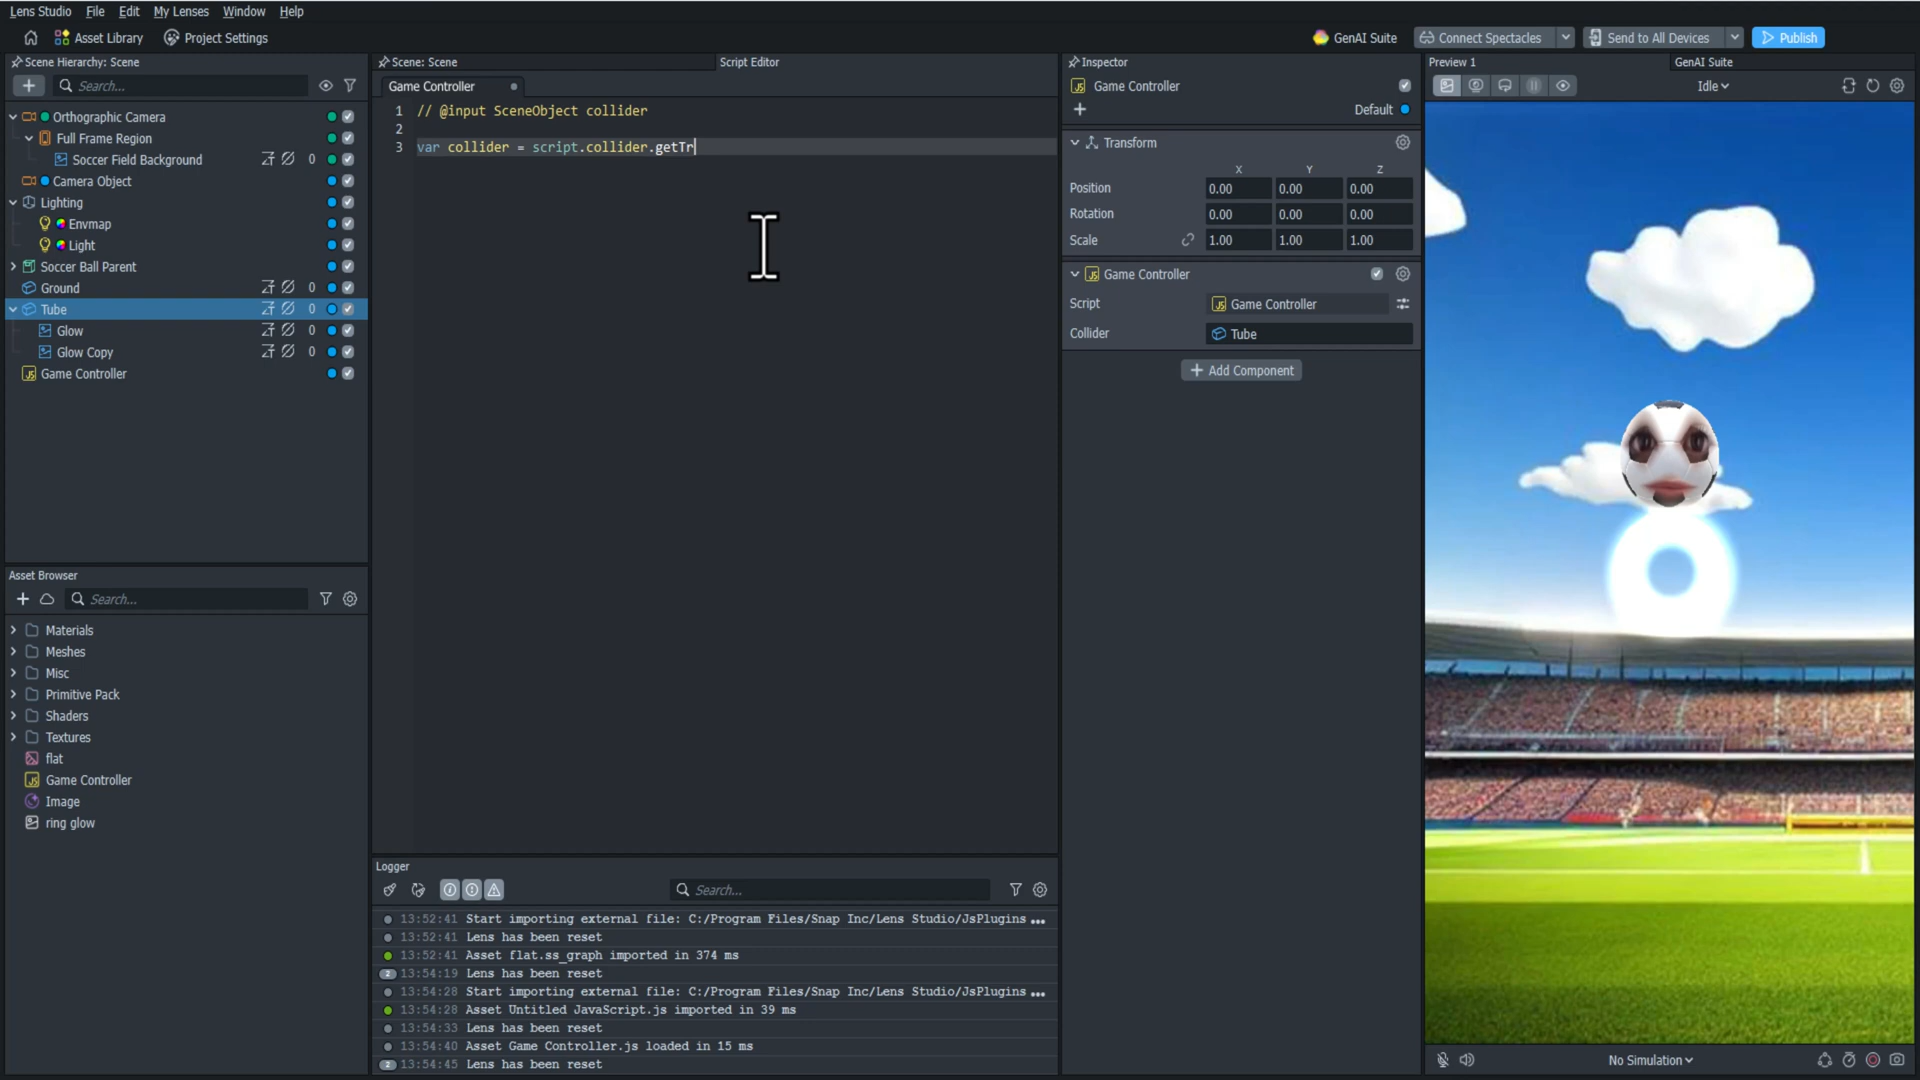 Lens Studio File Edit My Lenses Window Help
Asset Library Project Settings GenAI Suite Connect Spectacles Send to All Devices Publish
Scene Hierarchy: Scene
Search...
Orthographic Camera
Full Frame Region
Soccer Field Background 0
Camera Object
Lighting
Envmap
Light
Soccer Ball Parent
Ground 0
Tube 0
Glow 0
Glow Copy 0
Game Controller
Asset Browser
Search...
Materials
Meshes
Misc
Primitive Pack
Shaders
Textures
flat
JS Game Controller
Image
ring glow
Scene: Scene Script Editor
Game Controller
1 // @input SceneObject collider
2
3 var collider = script.collider.getTr
Logger
Search...
13:52:41 Start importing external file: C:/Program Files/Snap Inc/Lens Studio/JsPlugins ...
13:52:41 Lens has been reset
13:52:41 Asset flat.ss_graph imported in 374 ms
2 13:54:19 Lens has been reset
13:54:28 Start importing external file: C:/Program Files/Snap Inc/Lens Studio/JsPlugins ...
13:54:28 Asset Untitled JavaScript.js imported in 39 ms
13:54:33 Lens has been reset
13:54:40 Asset Game Controller.js loaded in 15 ms
2 13:54:45 Lens has been reset
Inspector
JS Game Controller
Default
Transform
X Y Z
Position 0.00 0.00 0.00
Rotation 0.00 0.00 0.00
Scale 1.00 1.00 1.00
JS Game Controller
Script JS Game Controller
Collider Tube
+ Add Component
Preview 1 GenAI Suite
Idle
No Simulation